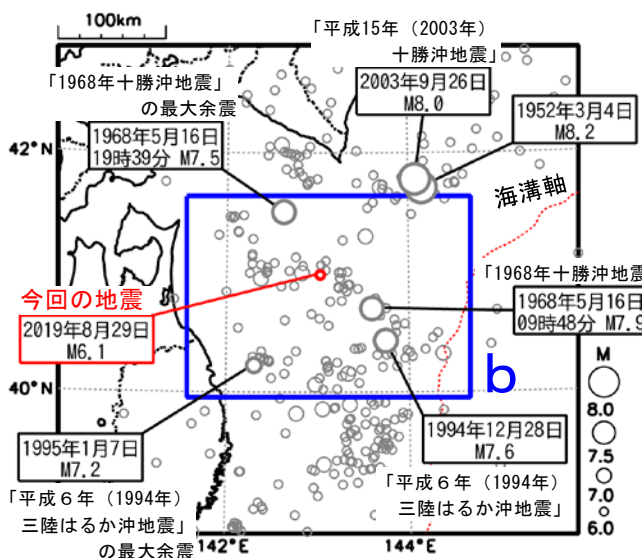 100km
「平成15年（2003年）
十勝沖地震」
2003年9月26日
M8.0
「1968年十勝沖地震」
の最大余震
1968年5月16日
19時39分 M7.5
1952年3月4日
M8.2
42°N
海溝軸
今回の地震
2019年8月29日
M6.1
「1968年十勝沖地震
1968年5月16日
09時48分 M7.9
b
M
8.0
7.5
7.0
6.0
40°N
1995年1月7日
M7.2
1994年12月28日
M7.6
「平成６年（1994年）
三陸はるか沖地震」
の最大余震
「平成６年（1994年）
三陸はるか沖地震」
142°E
144°E